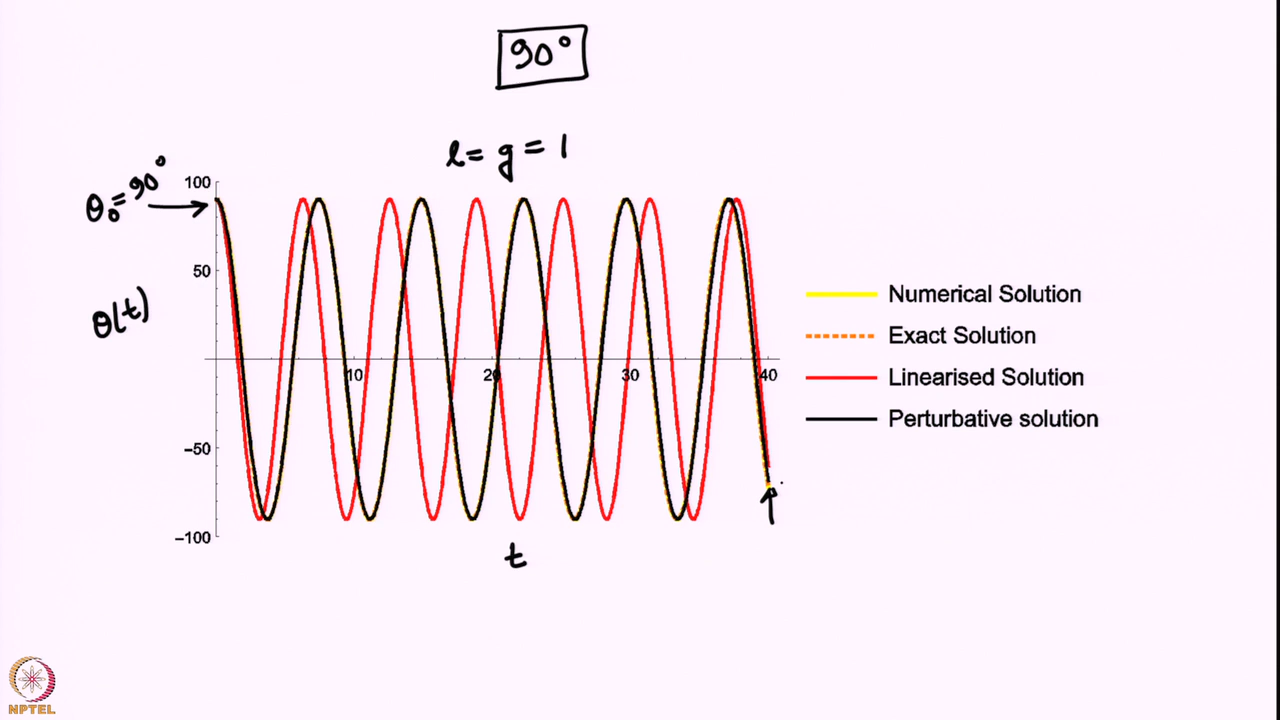 90°
l = g = 1
θ₀ = 90°
100
50
θ(t)
10
20
30
40
−50
−100
t
Numerical Solution
Exact Solution
Linearised Solution
Perturbative solution
NPTEL